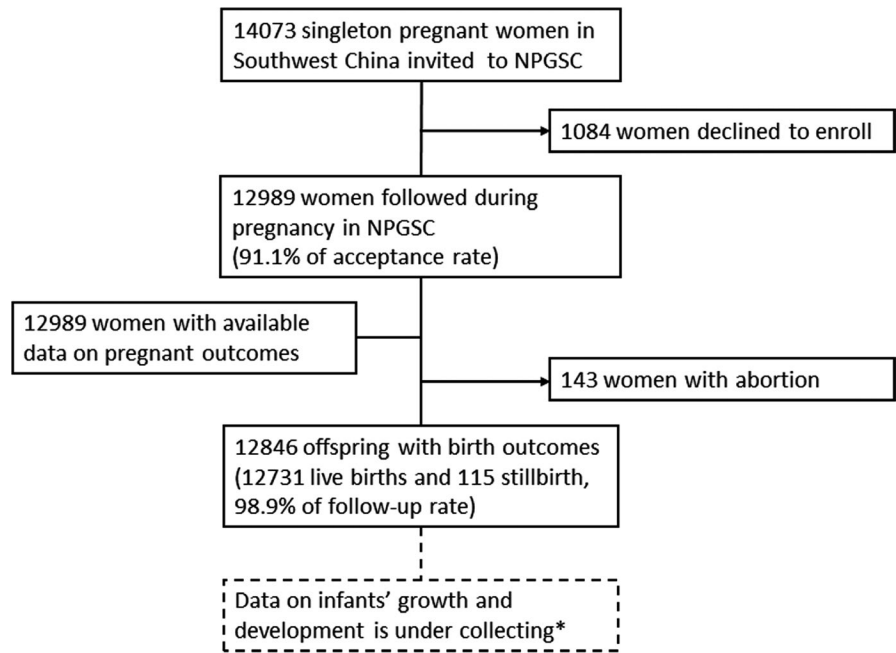 14073 singleton pregnant women in
Southwest China invited to NPGSC
1084 women declined to enroll
12989 women followed during
pregnancy in NPGSC
(91.1% of acceptance rate)
12989 women with available
data on pregnant outcomes
143 women with abortion
12846 offspring with birth outcomes
(12731 live births and 115 stillbirth,
98.9% of follow-up rate)
Data on infants’ growth and
development is under collecting*